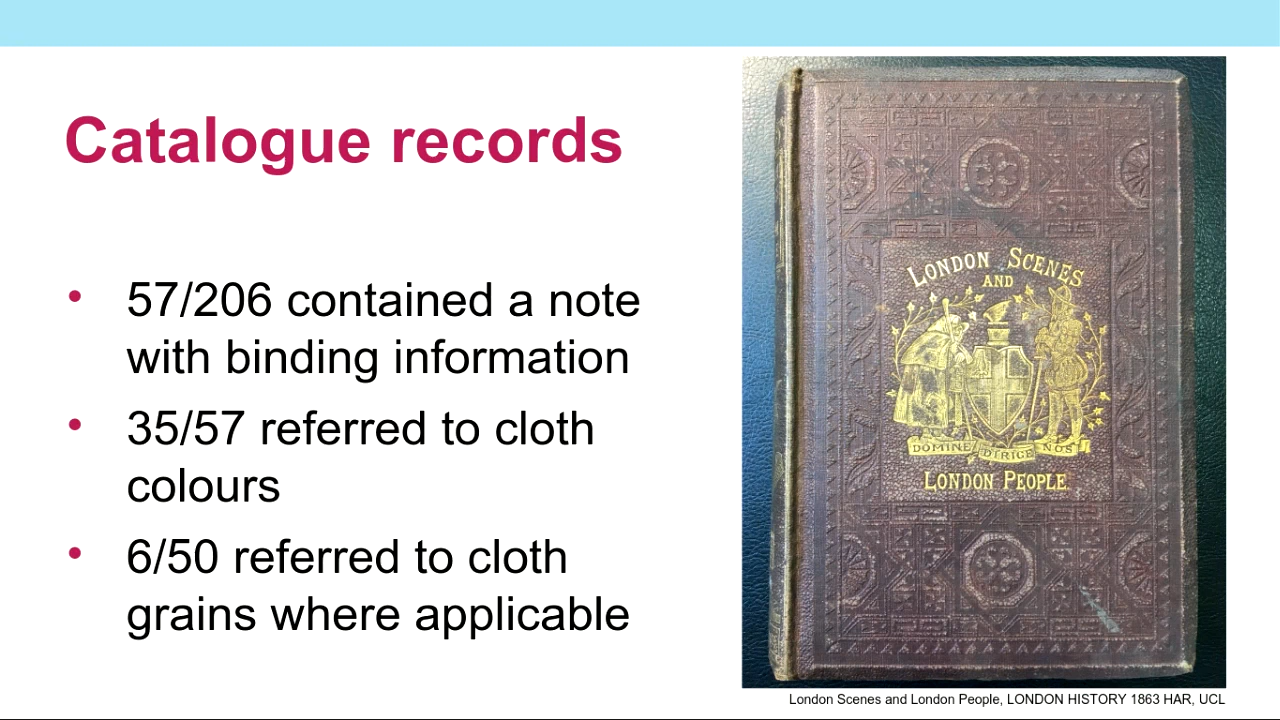 Catalogue records
• 57/206 contained a note
with binding information
• 35/57 referred to cloth
colours
• 6/50 referred to cloth
grains where applicable
LONDON SCENES
AND
DOMINE DIRIGE NOS
LONDON PEOPLE.
London Scenes and London People, LONDON HISTORY 1863 HAR, UCL